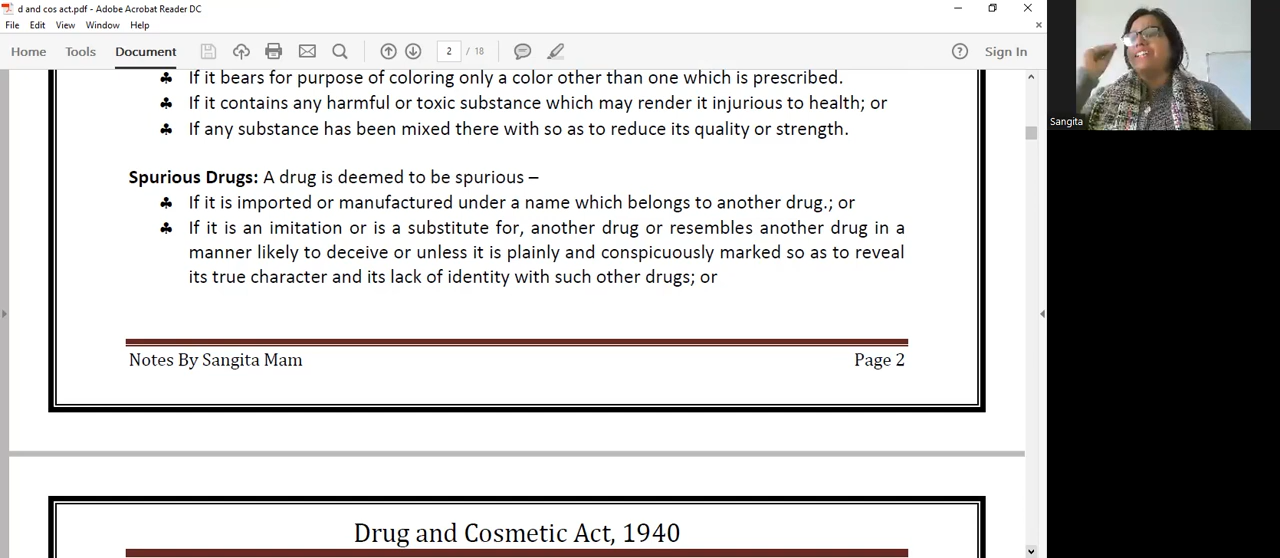 d and cos act.pdf - Adobe Acrobat Reader DC
File Edit View Window Help
Home Tools Document 2 / 18 Sign In
♣ If it bears for purpose of coloring only a color other than one which is prescribed.
♣ If it contains any harmful or toxic substance which may render it injurious to health; or
♣ If any substance has been mixed there with so as to reduce its quality or strength.
Sangita
Spurious Drugs: A drug is deemed to be spurious –
♣ If it is imported or manufactured under a name which belongs to another drug.; or
♣ If it is an imitation or is a substitute for, another drug or resembles another drug in a
manner likely to deceive or unless it is plainly and conspicuously marked so as to reveal
its true character and its lack of identity with such other drugs; or
Notes By Sangita Mam Page 2
Drug and Cosmetic Act, 1940